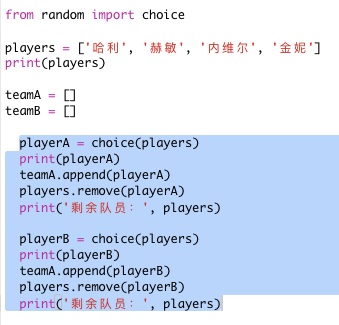 from random import choice
players = ['哈利', '赫敏', '内维尔', '金妮']
print(players)
teamA = []
teamB = []
playerA = choice(players)
print(playerA)
teamA.append(playerA)
players.remove(playerA)
print('剩余队员：', players)
playerB = choice(players)
print(playerB)
teamA.append(playerB)
players.remove(playerB)
print('剩余队员：', players)